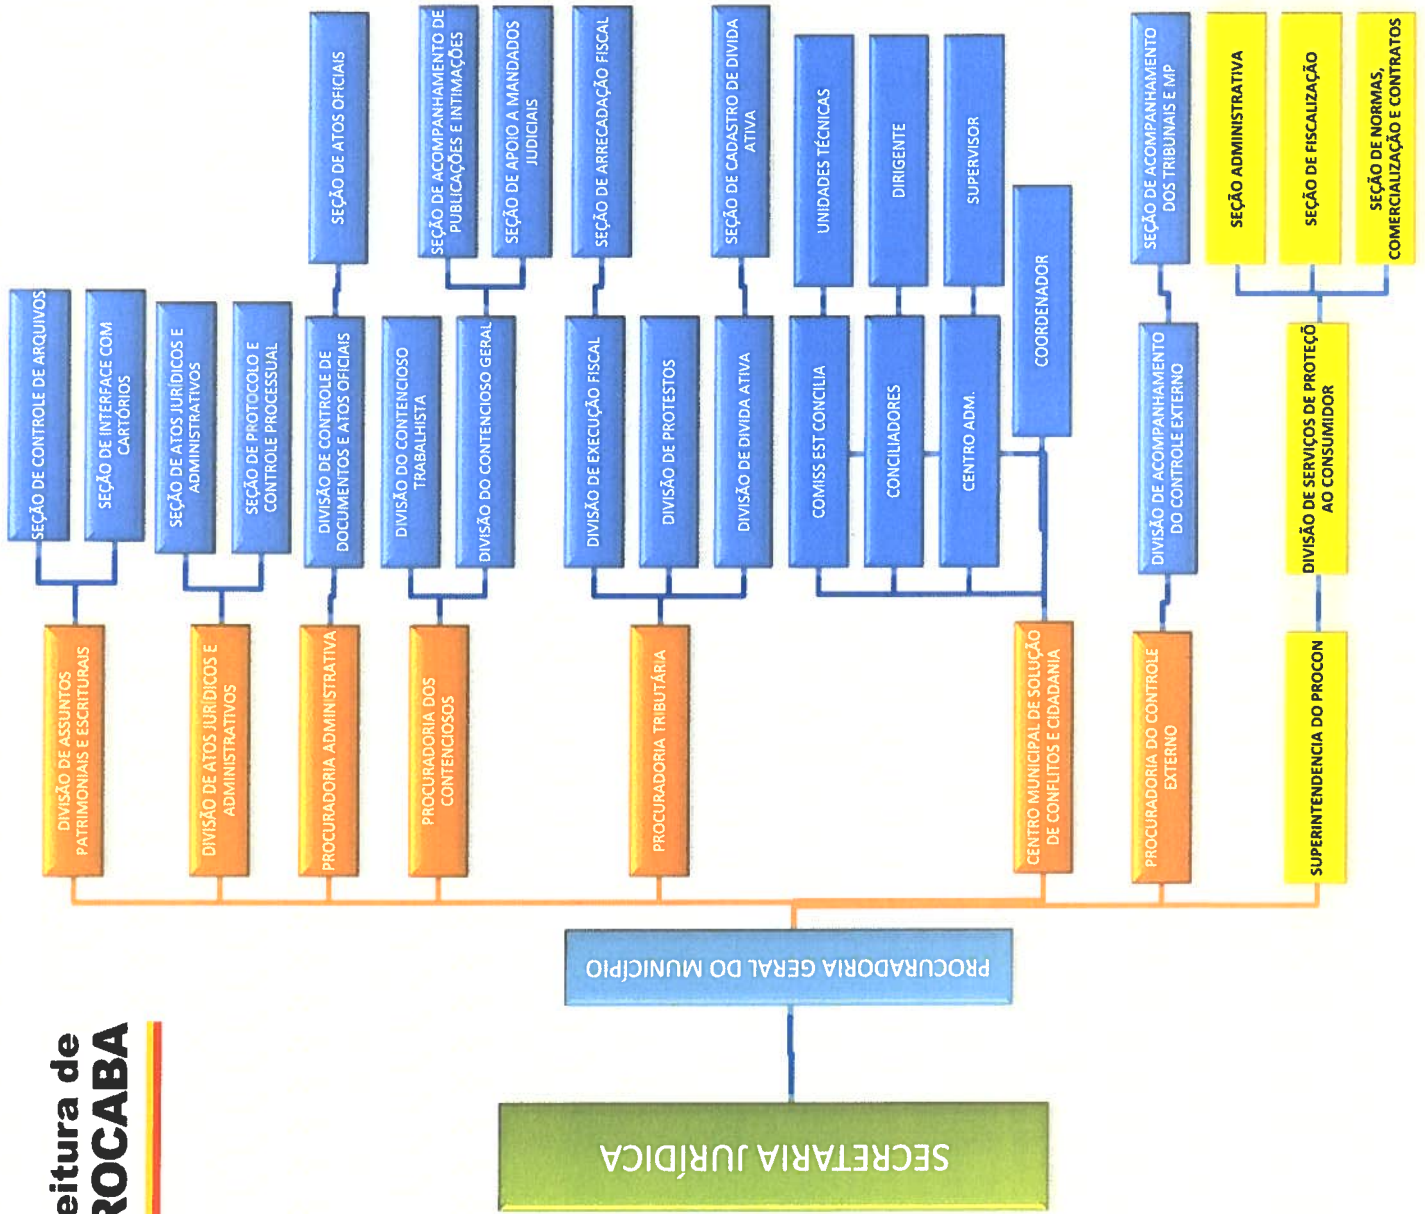 eitura de
ROCABA
SECRETARIA JURÍDICA
PROCURADORIA GERAL DO MUNICÍPIO
DIVISÃO DE ASSUNTOS
PATRIMONIAIS E ESCRITURAIS
SEÇÃO DE CONTROLE DE ARQUIVOS
SEÇÃO DE INTERFACE COM
CARTÓRIOS
DIVISÃO DE ATOS JURÍDICOS E
ADMINISTRATIVOS
SEÇÃO DE ATOS JURÍDICOS E
ADMINISTRATIVOS
SEÇÃO DE PROTOCOLO E
CONTROLE PROCESSUAL
PROCURADORIA ADMINISTRATIVA
DIVISÃO DE CONTROLE DE
DOCUMENTOS E ATOS OFICIAIS
SEÇÃO DE ATOS OFICIAIS
PROCURADORIA DOS
CONTENCIOSOS
DIVISÃO DO CONTENCIOSO
TRABALHISTA
DIVISÃO DO CONTENCIOSO GERAL
SEÇÃO DE ACOMPANHAMENTO DE
PUBLICAÇÕES E INTIMAÇÕES
SEÇÃO DE APOIO A MANDADOS
JUDICIAIS
PROCURADORIA TRIBUTÁRIA
DIVISÃO DE EXECUÇÃO FISCAL
SEÇÃO DE ARRECADAÇÃO FISCAL
DIVISÃO DE PROTESTOS
DIVISÃO DE DIVIDA ATIVA
SEÇÃO DE CADASTRO DE DIVIDA
ATIVA
CENTRO MUNICIPAL DE SOLUÇÃO
DE CONFLITOS E CIDADANIA
COMISS EST CONCILIA
UNIDADES TÉCNICAS
CONCILIADORES
DIRIGENTE
CENTRO ADM.
SUPERVISOR
COORDENADOR
PROCURADORIA DO CONTROLE
EXTERNO
DIVISÃO DE ACOMPANHAMENTO
DO CONTROLE EXTERNO
SEÇÃO DE ACOMPANHAMENTO
DOS TRIBUNAIS E MP
SUPERINTENDENCIA DO PROCON
DIVISÃO DE SERVIÇOS DE PROTEÇÕ
AO CONSUMIDOR
SEÇÃO ADMINISTRATIVA
SEÇÃO DE FISCALIZAÇÃO
SEÇÃO DE NORMAS,
COMERCIALIZAÇÃO E CONTRATOS